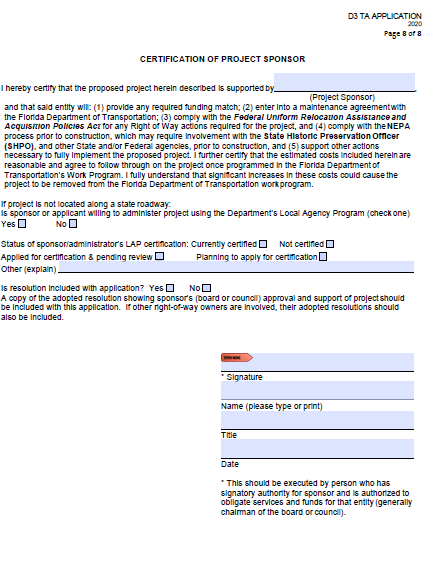 D3 TA APPLICATION
2020
Page 8 of 8
CERTIFICATION OF PROJECT SPONSOR
I hereby certify that the proposed project herein described is supported by
(Project Sponsor)
and that said entity will: (1) provide any required funding match; (2) enter into a maintenance agreement with
the Florida Department of Transportation; (3) comply with the Federal Uniform Relocation Assistance and
Acquisition Policies Act for any Right of Way actions required for the project, and (4) comply with the NEPA
process prior to construction, which may require involvement with the State Historic Preservation Officer
(SHPO), and other State and/or Federal agencies, prior to construction, and (5) support other actions
necessary to fully implement the proposed project. I further certify that the estimated costs included herein are
reasonable and agree to follow through on the project once programmed in the Florida Department of
Transportation's Work Program. I fully understand that significant increases in these costs could cause the
project to be removed from the Florida Department of Transportation work program.
If project is not located along a state roadway:
Is sponsor or applicant willing to administer project using the Department's Local Agency Program (check one)
Yes No
Status of sponsor/administrator's LAP certification: Currently certified Not certified
Applied for certification & pending review Planning to apply for certification
Other (explain)
Is resolution included with application? Yes No
A copy of the adopted resolution showing sponsor's (board or council) approval and support of project should
be included with this application. If other right-of-way owners are involved, their adopted resolutions should
also be included.
* Signature
Name (please type or print)
Title
Date
* This should be executed by person who has
signatory authority for sponsor and is authorized to
obligate services and funds for that entity (generally
chairman of the board or council).